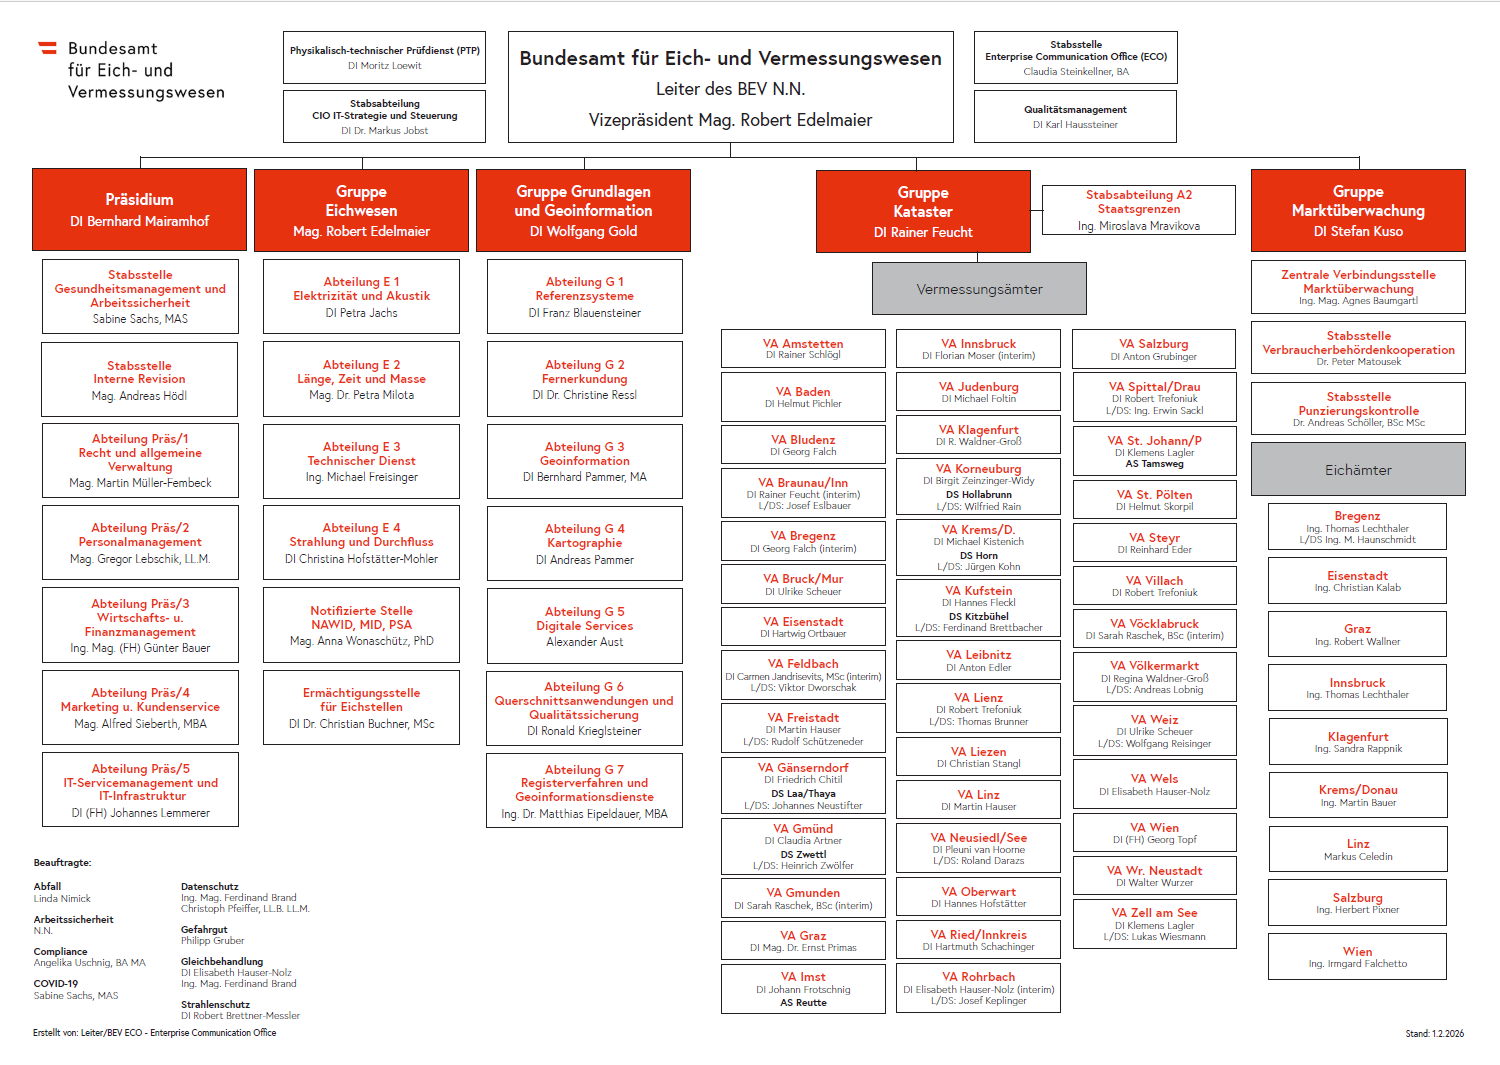 Bundesamt
für Eich- und
Vermessungswesen
Physikalisch-technischer Prüfdienst (PTP)
DI Moritz Loewit
Stabsabteilung
CIO IT-Strategie und Steuerung
DI Dr. Markus Jobst
Bundesamt für Eich- und Vermessungswesen
Leiter des BEV N.N.
Vizepräsident Mag. Robert Edelmaier
Stabsstelle
Enterprise Communication Office (ECO)
Claudia Steinkellner, BA
Qualitätsmanagement
DI Karl Haussteiner
Präsidium
DI Bernhard Mairamhof
Stabsstelle
Gesundheitsmanagement und
Arbeitssicherheit
Sabine Sachs, MAS
Stabsstelle
Interne Revision
Mag. Andreas Hödl
Abteilung Präs/1
Recht und allgemeine
Verwaltung
Mag. Martin Müller-Fembeck
Abteilung Präs/2
Personalmanagement
Mag. Gregor Lebschik, LL.M.
Abteilung Präs/3
Wirtschafts- u.
Finanzmanagement
Ing. Mag. (FH) Günter Bauer
Abteilung Präs/4
Marketing u. Kundenservice
Mag. Alfred Sieberth, MBA
Abteilung Präs/5
IT-Servicemanagement und
IT-Infrastruktur
DI (FH) Johannes Lemmerer
Gruppe
Eichwesen
Mag. Robert Edelmaier
Abteilung E 1
Elektrizität und Akustik
DI Petra Jachs
Abteilung E 2
Länge, Zeit und Masse
Mag. Dr. Petra Milota
Abteilung E 3
Technischer Dienst
Ing. Michael Freisinger
Abteilung E 4
Strahlung und Durchfluss
DI Christina Hofstätter-Mohler
Notifizierte Stelle
NAWID, MID, PSA
Mag. Anna Wonaschütz, PhD
Ermächtigungsstelle
für Eichstellen
DI Dr. Christian Buchner, MSc
Gruppe Grundlagen
und Geoinformation
DI Wolfgang Gold
Abteilung G 1
Referenzsysteme
DI Franz Blauensteiner
Abteilung G 2
Fernerkundung
DI Dr. Christine Ressl
Abteilung G 3
Geoinformation
DI Bernhard Pammer, MA
Abteilung G 4
Kartographie
DI Andreas Pammer
Abteilung G 5
Digitale Services
Alexander Aust
Abteilung G 6
Querschnittsanwendungen und
Qualitätssicherung
DI Ronald Krieglsteiner
Abteilung G 7
Registerverfahren und
Geoinformationsdienste
Ing. Dr. Matthias Eipeldauer, MBA
Gruppe
Kataster
DI Rainer Feucht
Stabsabteilung A2
Staatsgrenzen
Ing. Miroslava Mravikova
Vermessungsämter
VA Amstetten
DI Rainer Schlögl
VA Baden
DI Helmut Pichler
VA Bludenz
DI Georg Falch
VA Braunau/Inn
DI Rainer Feucht (interim)
L/DS: Josef Eslbauer
VA Bregenz
DI Georg Falch (interim)
VA Bruck/Mur
DI Ulrike Scheuer
VA Eisenstadt
DI Hartwig Ortbauer
VA Feldbach
DI Carmen Jandrisevits, MSc (interim)
L/DS: Viktor Dworschak
VA Freistadt
DI Martin Hauser
L/DS: Rudolf Schützeneder
VA Gänserndorf
DI Friedrich Chitil
DS Laa/Thaya
L/DS: Johannes Neustifter
VA Gmünd
DI Claudia Artner
DS Zwettl
L/DS: Heinrich Zwölfer
VA Gmunden
DI Sarah Raschek, BSc (interim)
VA Graz
DI Mag. Dr. Ernst Primas
VA Imst
DI Johann Frotschnig
AS Reutte
VA Innsbruck
DI Florian Moser (interim)
VA Judenburg
DI Michael Foltin
VA Klagenfurt
DI R. Waldner-Groß
VA Korneuburg
DI Birgit Zeinzinger-Widy
DS Hollabrunn
L/DS: Wilfried Rain
VA Krems/D.
DI Michael Kistenich
DS Horn
L/DS: Jürgen Kohn
VA Kufstein
DI Hannes Fleckl
DS Kitzbühel
L/DS: Ferdinand Brettbacher
VA Leibnitz
DI Anton Edler
VA Lienz
DI Robert Trefoniuk
L/DS: Thomas Brunner
VA Liezen
DI Christian Stangl
VA Linz
DI Martin Hauser
VA Neusiedl/See
DI Pleuni van Hoorne
L/DS: Roland Darazs
VA Oberwart
DI Hannes Hofstätter
VA Ried/Innkreis
DI Hartmuth Schachinger
VA Rohrbach
DI Elisabeth Hauser-Nolz (interim)
L/DS: Josef Keplinger
VA Salzburg
DI Anton Grubinger
VA Spittal/Drau
DI Robert Trefoniuk
L/DS: Ing. Erwin Sackl
VA St. Johann/P
DI Klemens Lagler
AS Tamsweg
VA St. Pölten
DI Helmut Skorpil
VA Steyr
DI Reinhard Eder
VA Villach
DI Robert Trefoniuk
VA Vöcklabruck
DI Sarah Raschek, BSc (interim)
VA Völkermarkt
DI Regina Waldner-Groß
L/DS: Andreas Lobnig
VA Weiz
DI Ulrike Scheuer
L/DS: Wolfgang Reisinger
VA Wels
DI Elisabeth Hauser-Nolz
VA Wien
DI (FH) Georg Topf
VA Wr. Neustadt
DI Walter Wurzer
VA Zell am See
DI Klemens Lagler
L/DS: Lukas Wiesmann
Gruppe
Marktüberwachung
DI Stefan Kuso
Zentrale Verbindungsstelle
Marktüberwachung
Ing. Mag. Agnes Baumgartl
Stabsstelle
Verbraucherbehördenkooperation
Dr. Peter Matousek
Stabsstelle
Punzierungskontrolle
Dr. Andreas Schöller, BSc MSc
Eichämter
Bregenz
Ing. Thomas Lechthaler
L/DS Ing. M. Haunschmidt
Eisenstadt
Ing. Christian Kalab
Graz
Ing. Robert Wallner
Innsbruck
Ing. Thomas Lechthaler
Klagenfurt
Ing. Sandra Rappnik
Krems/Donau
Ing. Martin Bauer
Linz
Markus Celedin
Salzburg
Ing. Herbert Pixner
Wien
Ing. Irmgard Falchetto
Beauftragte:
Abfall
Linda Nimick
Arbeitssicherheit
N.N.
Compliance
Angelika Uschnig, BA MA
COVID-19
Sabine Sachs, MAS
Datenschutz
Ing. Mag. Ferdinand Brand
Christoph Pfeiffer, LL.B. LL.M.
Gefahrgut
Philipp Gruber
Gleichbehandlung
DI Elisabeth Hauser-Nolz
Ing. Mag. Ferdinand Brand
Strahlenschutz
DI Robert Brettner-Messler
Erstellt von: Leiter/BEV ECO - Enterprise Communication Office
Stand: 1.2.2026